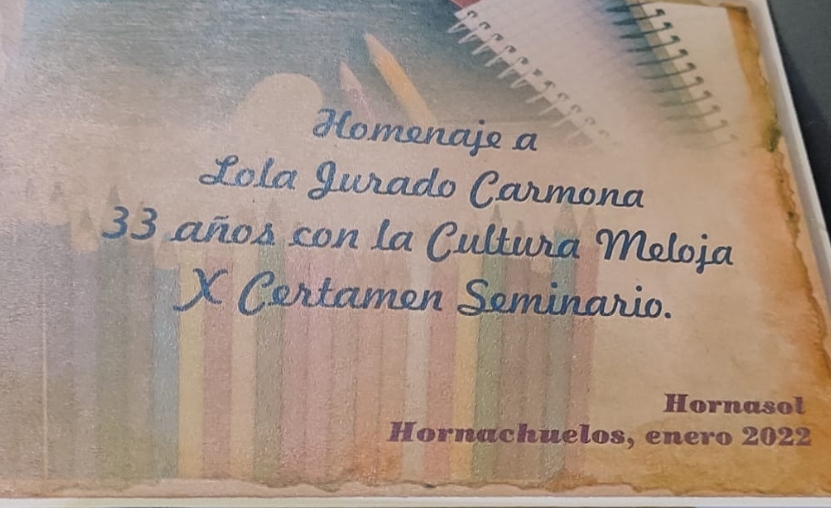 Homenaje a
Lola Jurado Carmona
33 años con la Cultura Meloja
X Certamen Seminario.
Hornasol
Hornachuelos, enero 2022